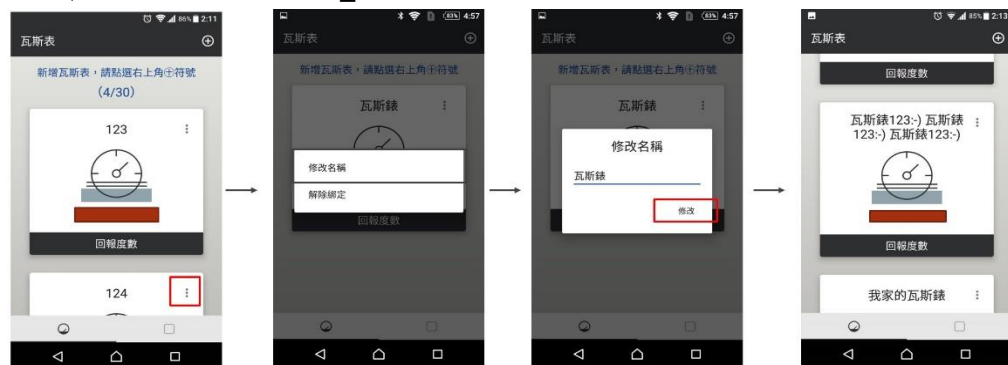 86% 2:11
瓦斯表
新增瓦斯表，請點選右上角⊕符號
(4/30)
123
回報度數
124
83% 4:57
瓦斯表
新增瓦斯表，請點選右上角⊕符號
瓦斯錶
修改名稱
解除綁定
回報度數
83% 4:57
瓦斯表
新增瓦斯表，請點選右上角⊕符號
瓦斯錶
修改名稱
瓦斯錶
修改
85% 2:13
瓦斯表
回報度數
瓦斯錶123:-) 瓦斯錶
123:-) 瓦斯錶123:-)
回報度數
我家的瓦斯錶